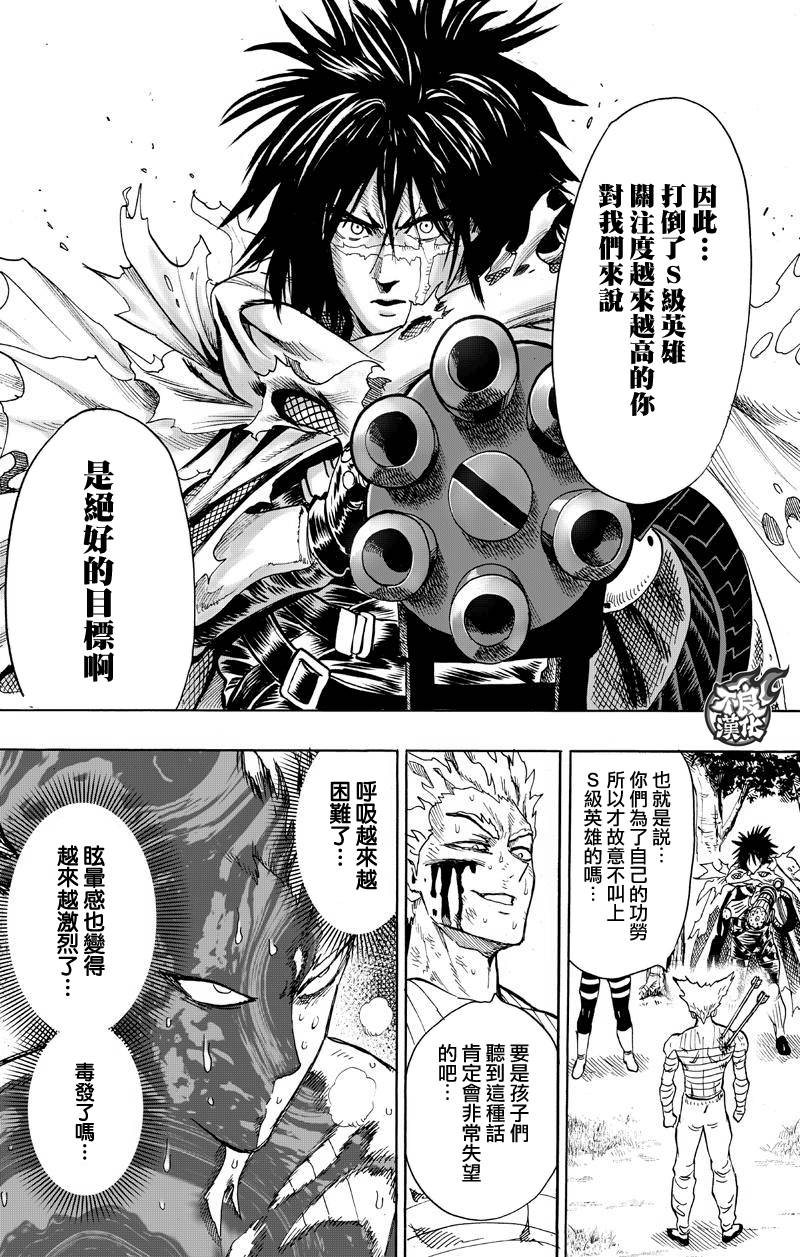 因此…
打倒了S級英雄
關注度越來越高的你
對我們來說
是絕好的目標啊
也就是說…
你們為了自己的功勞
所以才故意不叫上
S級英雄的嗎…
要是孩子們
聽到這種話
肯定會非常失望
的吧…
呼吸越來越
困難了…
眩暈感也變得
越來越激烈了…
毒發了嗎…
浪
漢化